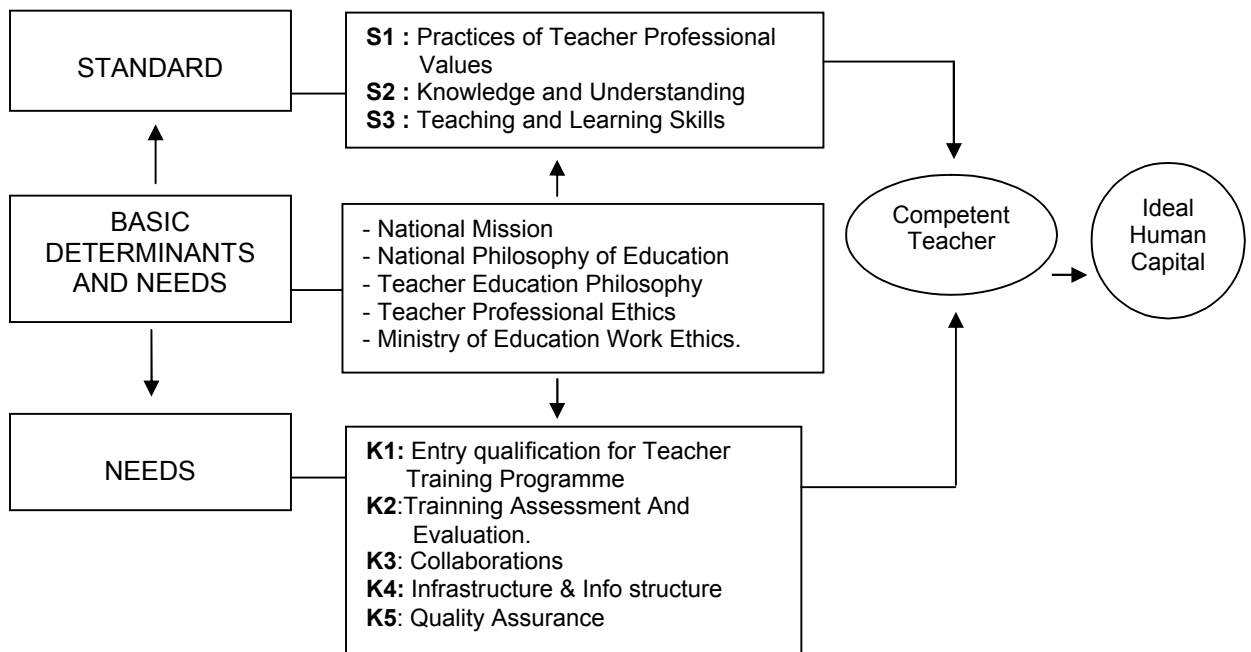 STANDARD
S1 : Practices of Teacher Professional
Values
S2 : Knowledge and Understanding
S3 : Teaching and Learning Skills
BASIC
DETERMINANTS
AND NEEDS
- National Mission
- National Philosophy of Education
- Teacher Education Philosophy
- Teacher Professional Ethics
- Ministry of Education Work Ethics.
Competent
Teacher
Ideal
Human
Capital
NEEDS
K1: Entry qualification for Teacher
Training Programme
K2:Trainning Assessment And
Evaluation.
K3: Collaborations
K4: Infrastructure & Info structure
K5: Quality Assurance